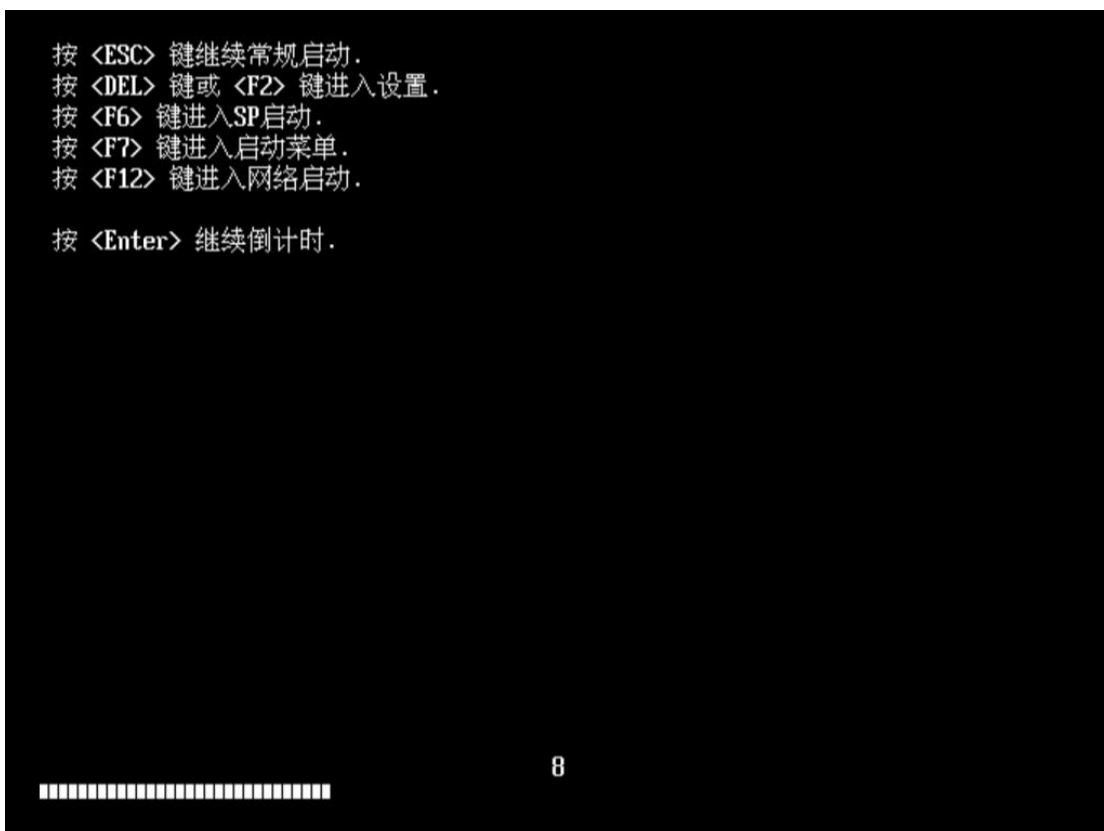 按 <ESC> 键继续常规启动.
按 <DEL> 键或 <F2> 键进入设置.
按 <F6> 键进入SP启动.
按 <F7> 键进入启动菜单.
按 <F12> 键进入网络启动.
按 <Enter> 继续倒计时.
8